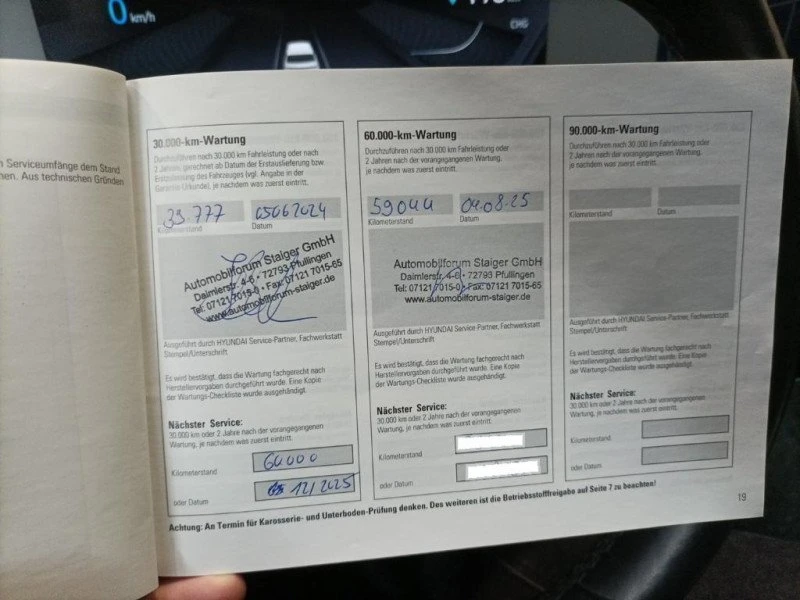 0 km/h
CHG
n Serviceumfänge dem Stand
nen. Aus technischen Gründen
30.000-km-Wartung
Durchzuführen nach 30.000 km Fahrleistung oder nach
2 Jahren, gerechnet ab Datum der Erstauslieferung bzw.
Erstzulassung des Fahrzeuges (vgl. Angabe in der
Garantie Urkunde), je nachdem was zuerst eintritt.
39.777 05062024
Kilometerstand Datum
Automobilforum Staiger GmbH
Daimlerstr. 4-6 • 72793 Pfullingen
Tel: 07121 7015-0 • Fax: 07121 7015-65
www.automobilforum-staiger.de
Ausgeführt durch HYUNDAI Service-Partner, Fachwerkstatt
Stempel/Unterschrift
Es wird bestätigt, dass die Wartung fachgerecht nach
Herstellervorgaben durchgeführt wurde. Eine Kopie
der Wartungs-Checkliste wurde ausgehändigt.
Nächster Service:
30.000 km oder 2 Jahre nach der vorangegangenen
Wartung, je nachdem was zuerst eintritt.
Kilometerstand 60000
oder Datum 12/2025
60.000-km-Wartung
Durchzuführen nach 30.000 km Fahrleistung oder nach
2 Jahren nach der vorangegangenen Wartung,
je nachdem was zuerst eintritt.
59044 04.08.25
Kilometerstand Datum
Automobilforum Staiger GmbH
Daimlerstr. 4-6 • 72793 Pfullingen
Tel: 07121 7015-0 • Fax: 07121 7015-65
www.automobilforum-staiger.de
Ausgeführt durch HYUNDAI Service-Partner, Fachwerkstatt
Stempel/Unterschrift
Es wird bestätigt, dass die Wartung fachgerecht nach
Herstellervorgaben durchgeführt wurde. Eine Kopie
der Wartungs-Checkliste wurde ausgehändigt.
Nächster Service:
30.000 km oder 2 Jahre nach der vorangegangenen
Wartung, je nachdem was zuerst eintritt.
Kilometerstand
oder Datum
90.000-km-Wartung
Durchzuführen nach 30.000 km Fahrleistung oder nach
2 Jahren nach der vorangegangenen Wartung,
je nachdem was zuerst eintritt.
Kilometerstand Datum
Ausgeführt durch HYUNDAI Service-Partner, Fachwerkstatt
Stempel/Unterschrift
Es wird bestätigt, dass die Wartung fachgerecht nach
Herstellervorgaben durchgeführt wurde. Eine Kopie
der Wartungs-Checkliste wurde ausgehändigt.
Nächster Service:
30.000 km oder 2 Jahre nach der vorangegangenen
Wartung, je nachdem was zuerst eintritt.
Kilometerstand
oder Datum
Achtung: An Termin für Karosserie- und Unterboden-Prüfung denken. Des weiteren ist die Betriebsstofffreigabe auf Seite 7 zu beachten!
19